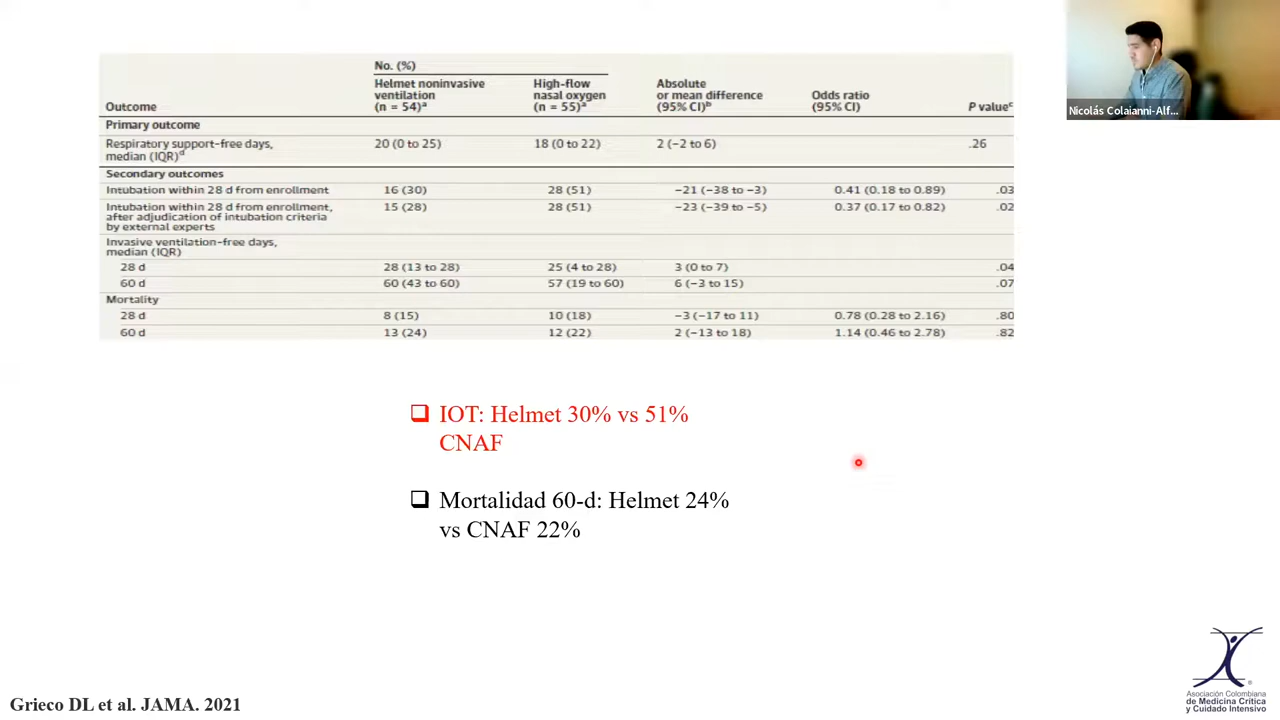 Nicolás Colaianni-Alf...
No. (%)
Outcome
Helmet noninvasive ventilation (n = 54)ᵃ
High-flow nasal oxygen (n = 55)ᵃ
Absolute or mean difference (95% CI)ᵇ
Odds ratio (95% CI)
P valueᶜ
Primary outcome
Respiratory support-free days, median (IQR)ᵈ 20 (0 to 25) 18 (0 to 22) 2 (−2 to 6) .26
Secondary outcomes
Intubation within 28 d from enrollment 16 (30) 28 (51) −21 (−38 to −3) 0.41 (0.18 to 0.89) .03
Intubation within 28 d from enrollment, after adjudication of intubation criteria by external experts 15 (28) 28 (51) −23 (−39 to −5) 0.37 (0.17 to 0.82) .02
Invasive ventilation-free days, median (IQR)
28 d 28 (13 to 28) 25 (4 to 28) 3 (0 to 7) .04
60 d 60 (43 to 60) 57 (19 to 60) 6 (−3 to 15) .07
Mortality
28 d 8 (15) 10 (18) −3 (−17 to 11) 0.78 (0.28 to 2.16) .80
60 d 13 (24) 12 (22) 2 (−13 to 18) 1.14 (0.46 to 2.78) .82
IOT: Helmet 30% vs 51%
CNAF
Mortalidad 60-d: Helmet 24%
vs CNAF 22%
Grieco DL et al. JAMA. 2021
Asociación Colombiana
de Medicina Crítica
y Cuidado Intensivo